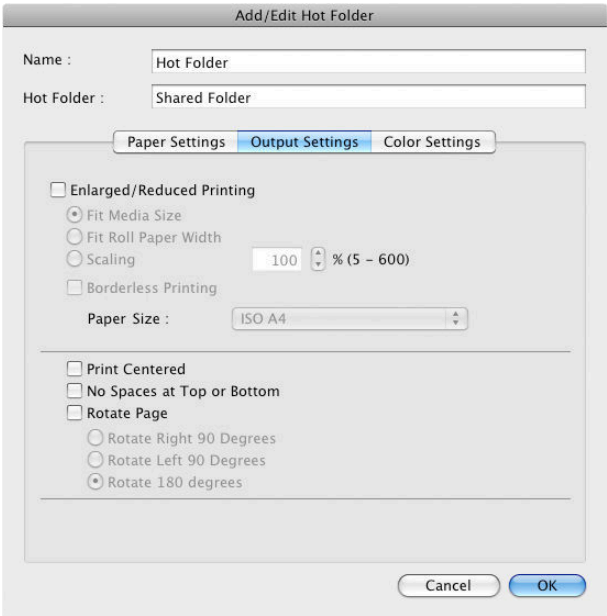 Add/Edit Hot Folder
Name : Hot Folder
Hot Folder : Shared Folder
Paper Settings Output Settings Color Settings
Enlarged/Reduced Printing
Fit Media Size
Fit Roll Paper Width
Scaling 100 % (5 – 600)
Borderless Printing
Paper Size : ISO A4
Print Centered
No Spaces at Top or Bottom
Rotate Page
Rotate Right 90 Degrees
Rotate Left 90 Degrees
Rotate 180 degrees
Cancel OK